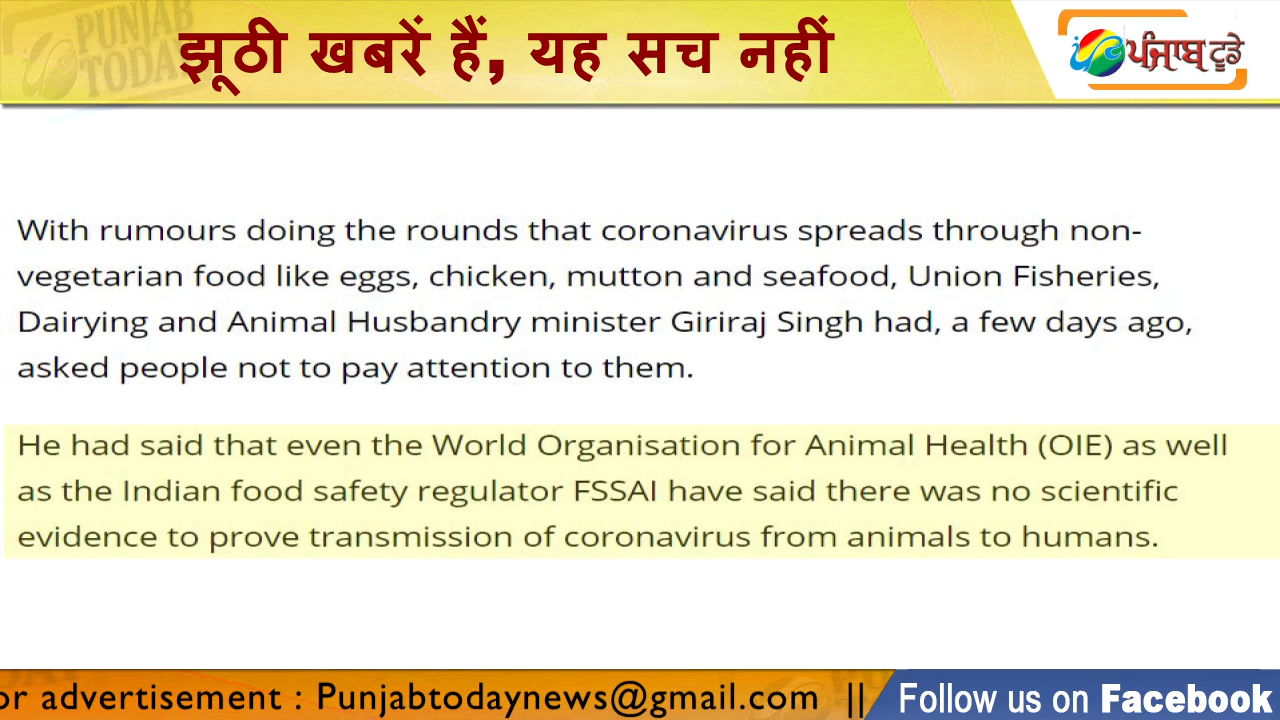 PUNJAB
TODAY
झूठी खबरें हैं, यह सच नहीं
ਪੰਜਾਬ ਟੂਡੇ
With rumours doing the rounds that coronavirus spreads through non-
vegetarian food like eggs, chicken, mutton and seafood, Union Fisheries,
Dairying and Animal Husbandry minister Giriraj Singh had, a few days ago,
asked people not to pay attention to them.
He had said that even the World Organisation for Animal Health (OIE) as well
as the Indian food safety regulator FSSAI have said there was no scientific
evidence to prove transmission of coronavirus from animals to humans.
or advertisement : Punjabtodaynews@gmail.com || Follow us on Facebook